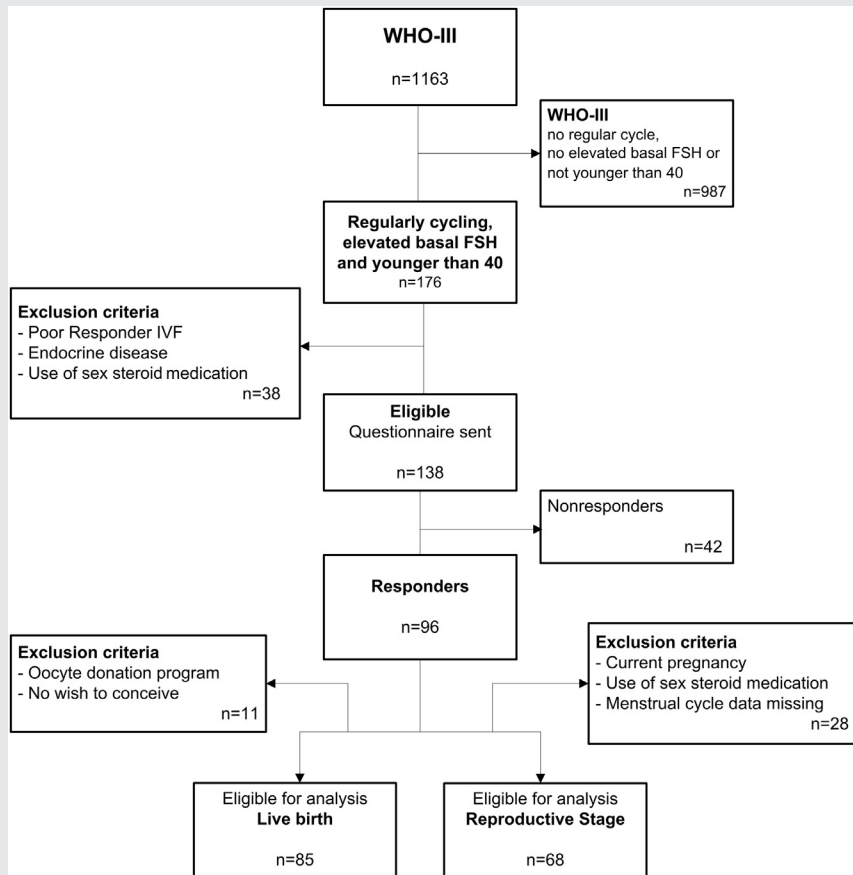 WHO-III
n=1163
WHO-III
no regular cycle,
no elevated basal FSH or
not younger than 40
n=987
Regularly cycling,
elevated basal FSH
and younger than 40
n=176
Exclusion criteria
- Poor Responder IVF
- Endocrine disease
- Use of sex steroid medication
n=38
Eligible
Questionnaire sent
n=138
Nonresponders
n=42
Responders
n=96
Exclusion criteria
- Oocyte donation program
- No wish to conceive
n=11
Exclusion criteria
- Current pregnancy
- Use of sex steroid medication
- Menstrual cycle data missing
n=28
Eligible for analysis
Live birth
n=85
Eligible for analysis
Reproductive Stage
n=68